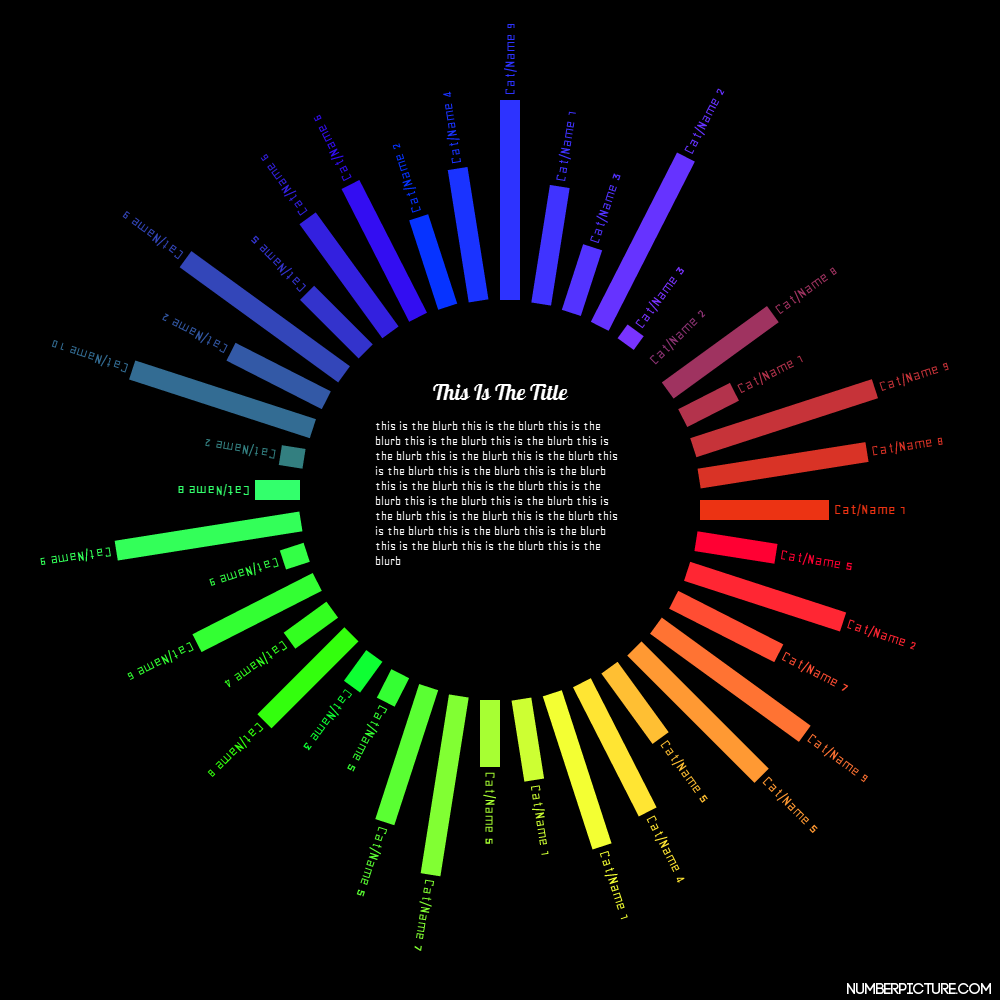 Cat/Name 9
Cat/Name 1
Cat/Name 3
Cat/Name 2
Cat/Name 3
Cat/Name 2
Cat/Name 8
Cat/Name 1
Cat/Name 9
Cat/Name 8
Cat/Name 1
Cat/Name 5
Cat/Name 2
Cat/Name 7
Cat/Name 9
Cat/Name 5
Cat/Name 5
Cat/Name 4
Cat/Name 1
Cat/Name 1
Cat/Name 5
Cat/Name 7
Cat/Name 5
Cat/Name 5
Cat/Name 3
Cat/Name 8
Cat/Name 4
Cat/Name 6
Cat/Name 9
Cat/Name 9
Cat/Name 8
Cat/Name 2
Cat/Name 10
Cat/Name 2
Cat/Name 9
Cat/Name 5
Cat/Name 6
Cat/Name 6
Cat/Name 2
Cat/Name 4
This Is The Title
this is the blurb this is the blurb this is the
blurb this is the blurb this is the blurb this is
the blurb this is the blurb this is the blurb this
is the blurb this is the blurb this is the blurb
this is the blurb this is the blurb this is the
blurb this is the blurb this is the blurb this is
the blurb this is the blurb this is the blurb this
is the blurb this is the blurb this is the blurb
this is the blurb this is the blurb this is the
blurb
NUMBERPICTURE.COM